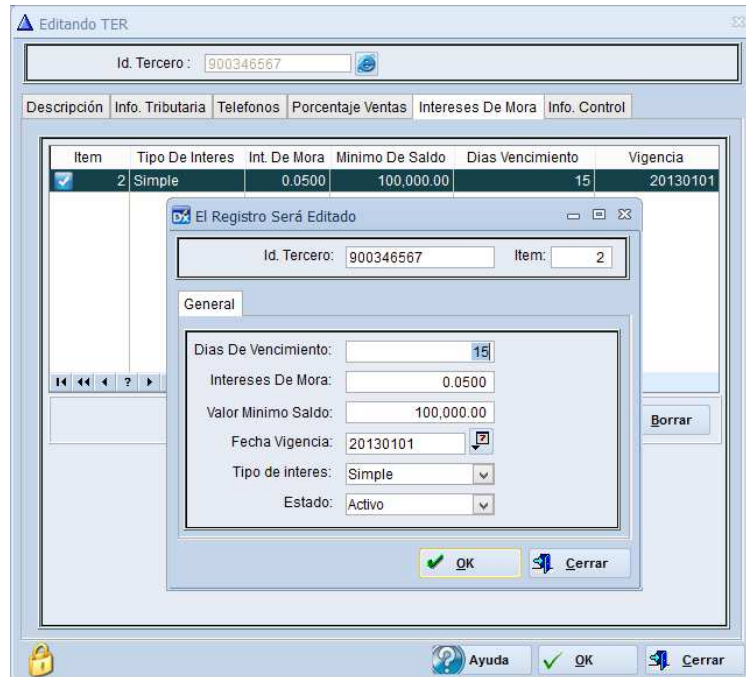 Editando TER
Id. Tercero : 900346567
Descripción Info. Tributaria Telefonos Porcentaje Ventas Intereses De Mora Info. Control
Item Tipo De Interes Int. De Mora Minimo De Saldo Dias Vencimiento Vigencia
2 Simple 0.0500 100,000.00 15 20130101
El Registro Será Editado
Id. Tercero: 900346567 Item: 2
General
Dias De Vencimiento: 15
Intereses De Mora: 0.0500
Valor Minimo Saldo: 100,000.00
Fecha Vigencia: 20130101
Tipo de interes: Simple
Estado: Activo
Borrar
OK Cerrar
Ayuda OK Cerrar